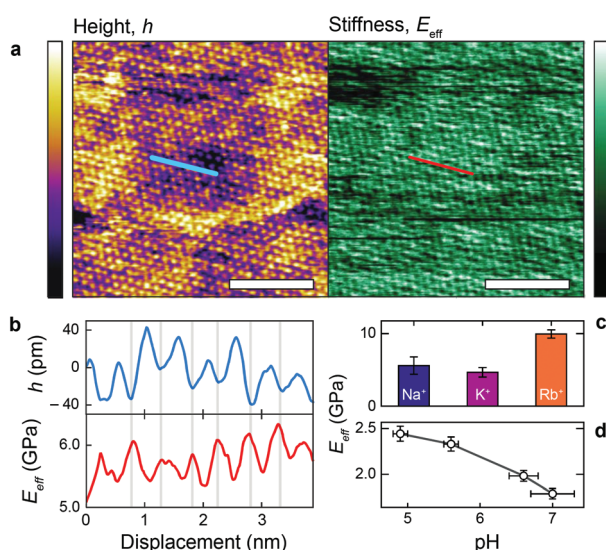 Height, h
Stiffness, E_eff
a
b
40
0
–40
h (pm)
6.0
5.0
E_eff (GPa)
0
1
2
3
Displacement (nm)
c
10
0
(GPa)
Na⁺
K⁺
Rb⁺
d
2.5
2.0
E_eff
5
6
7
pH